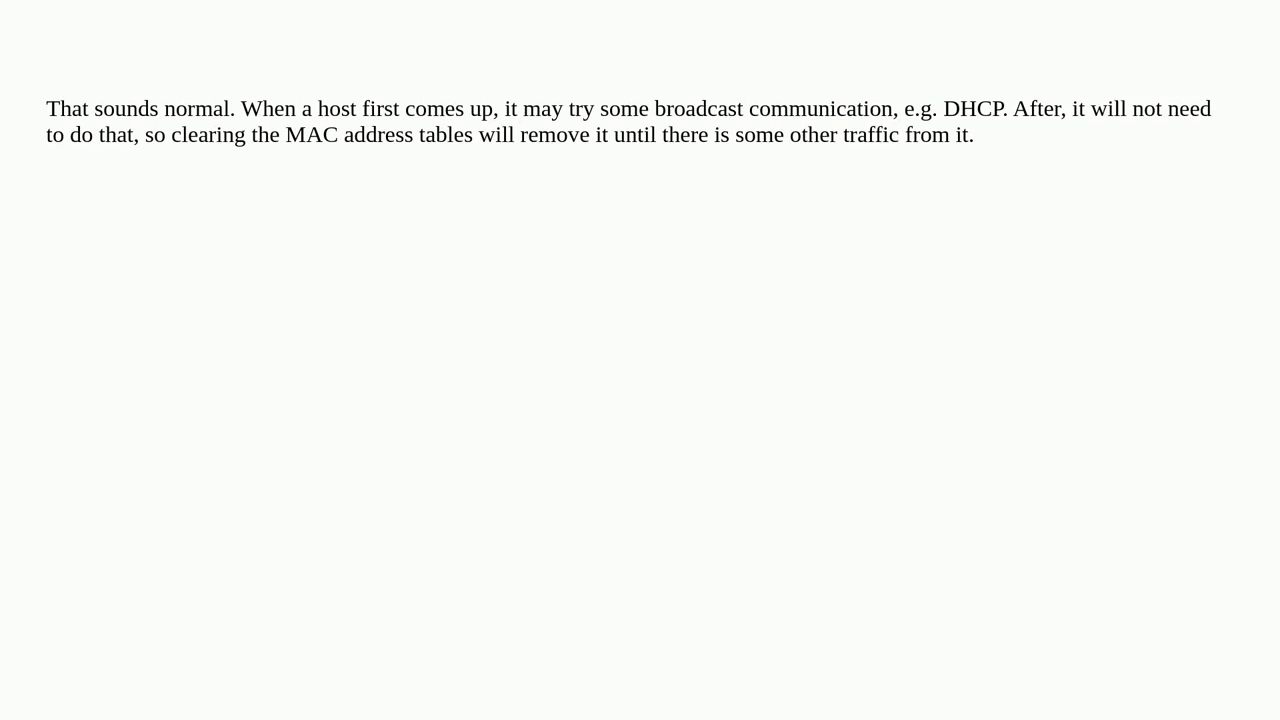 That sounds normal. When a host first comes up, it may try some broadcast communication, e.g. DHCP. After, it will not need
to do that, so clearing the MAC address tables will remove it until there is some other traffic from it.